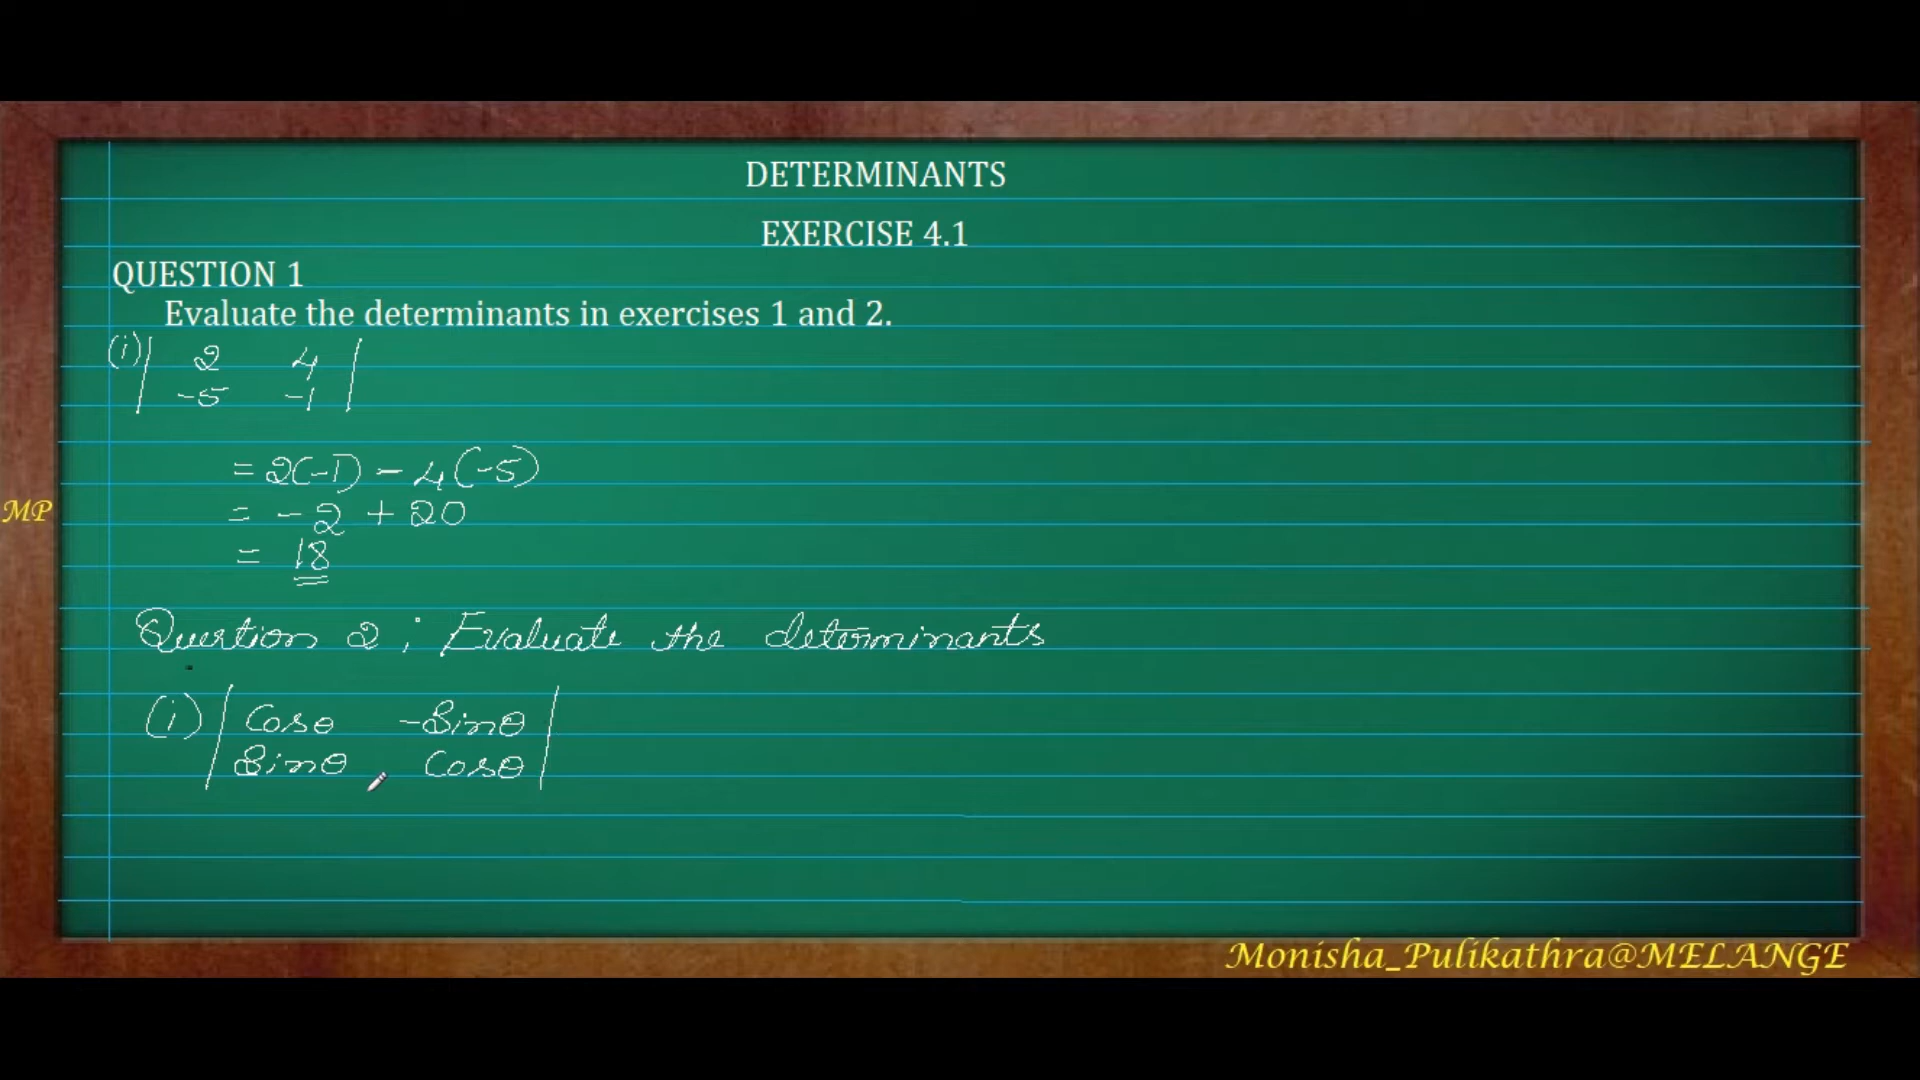 DETERMINANTS
EXERCISE 4.1
QUESTION 1
Evaluate the determinants in exercises 1 and 2.
(i) | 2 4 |
| -5 -1 |
= 2(-1) - 4(-5)
MP
= -2 + 20
= 18
Question 2 ; Evaluate the determinants
(i) | Cosθ -Sinθ |
| Sinθ Cosθ |
Monisha_Pulikathra@MELANGE